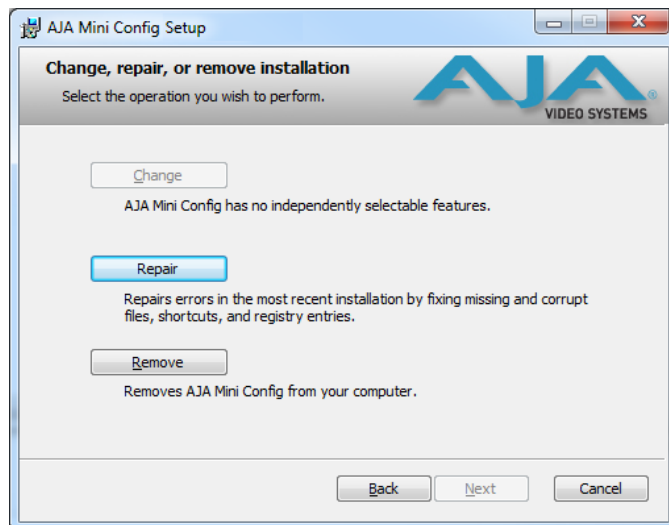 AJA Mini Config Setup
Change, repair, or remove installation
Select the operation you wish to perform.
AJA®
VIDEO SYSTEMS
Change
AJA Mini Config has no independently selectable features.
Repair
Repairs errors in the most recent installation by fixing missing and corrupt
files, shortcuts, and registry entries.
Remove
Removes AJA Mini Config from your computer.
Back
Next
Cancel